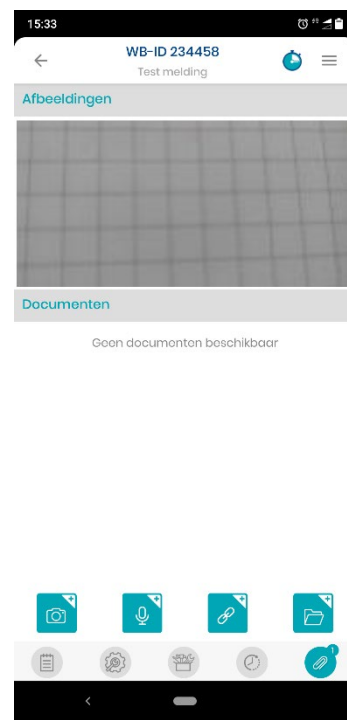 15:33
WB-ID 234458
Test melding
Afbeeldingen
Documenten
Geen documenten beschikbaar
1